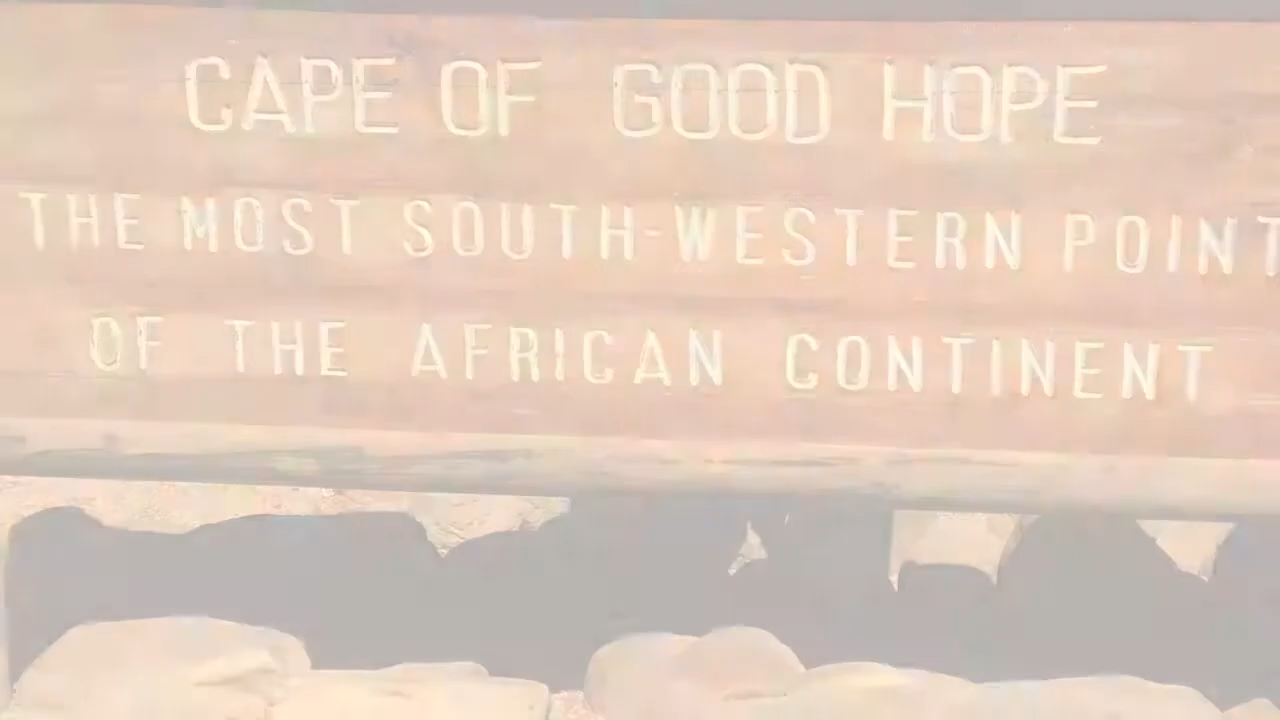 CAPE OF GOOD HOPE
THE MOST SOUTH-WESTERN POINT
OF THE AFRICAN CONTINENT